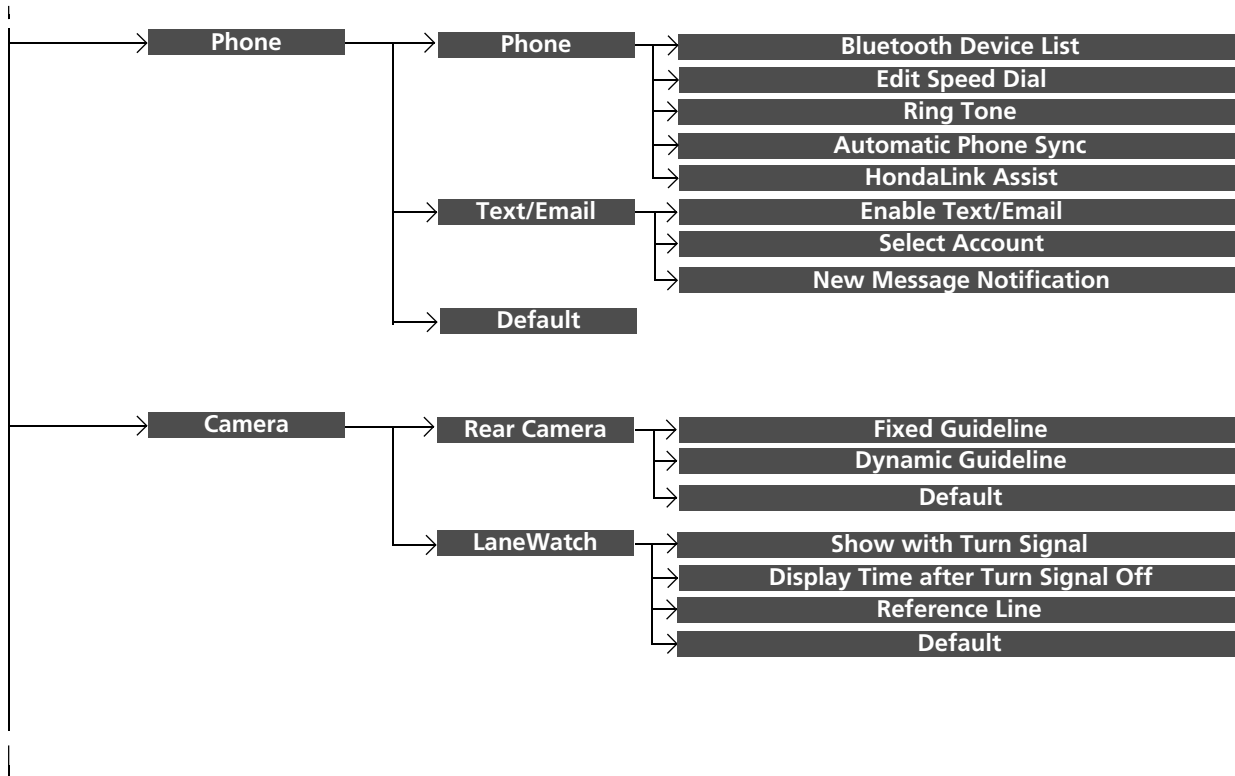 Phone
Phone
Bluetooth Device List
Edit Speed Dial
Ring Tone
Automatic Phone Sync
HondaLink Assist
Text/Email
Enable Text/Email
Select Account
New Message Notification
Default
Camera
Rear Camera
Fixed Guideline
Dynamic Guideline
Default
LaneWatch
Show with Turn Signal
Display Time after Turn Signal Off
Reference Line
Default